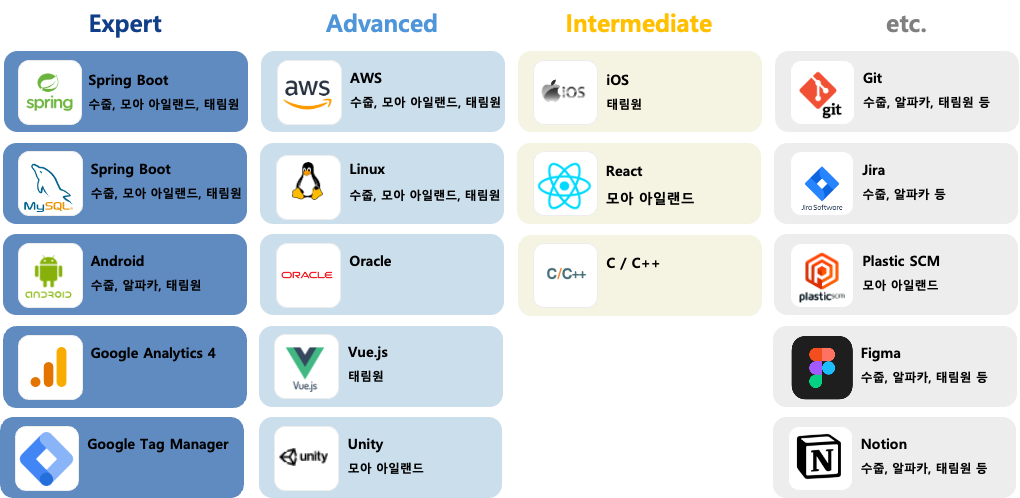 Expert
Advanced
Intermediate
etc.
spring
Spring Boot
수줍, 모아 아일랜드, 태림원
aws
AWS
수줍, 모아 아일랜드, 태림원
iOS
iOS
태림원
git
Git
수줍, 알파카, 태림원 등
MySQL
Spring Boot
수줍, 모아 아일랜드, 태림원
Linux
수줍, 모아 아일랜드, 태림원
React
모아 아일랜드
Jira Software
Jira
수줍, 알파카 등
ANDROID
Android
수줍, 알파카, 태림원
ORACLE
Oracle
C/C++
C / C++
plasticscm
Plastic SCM
모아 아일랜드
Google Analytics 4
Vue.js
Vue.js
태림원
Figma
수줍, 알파카, 태림원 등
Google Tag Manager
unity
Unity
모아 아일랜드
N
Notion
수줍, 알파카, 태림원 등